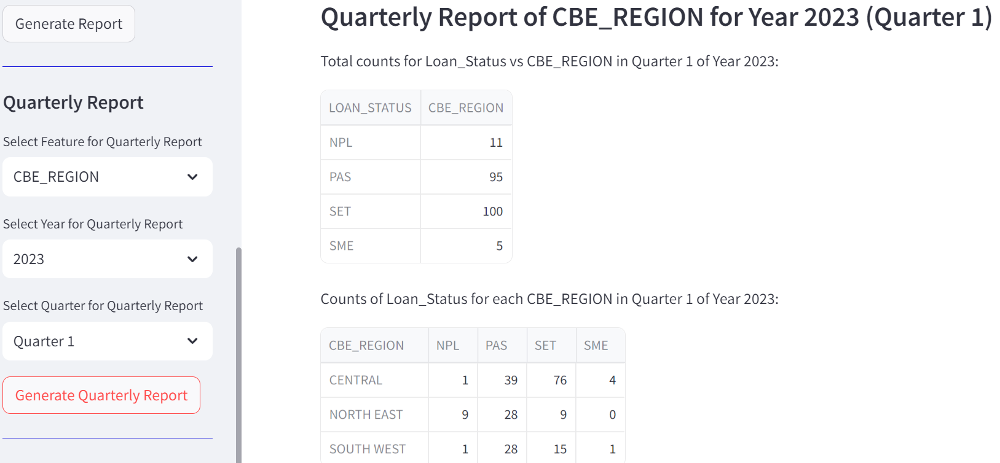 Generate Report
Quarterly Report
Select Feature for Quarterly Report
CBE_REGION
Select Year for Quarterly Report
2023
Select Quarter for Quarterly Report
Quarter 1
Generate Quarterly Report
Quarterly Report of CBE_REGION for Year 2023 (Quarter 1)
Total counts for Loan_Status vs CBE_REGION in Quarter 1 of Year 2023:
LOAN_STATUS CBE_REGION
NPL 11
PAS 95
SET 100
SME 5
Counts of Loan_Status for each CBE_REGION in Quarter 1 of Year 2023:
CBE_REGION NPL PAS SET SME
CENTRAL 1 39 76 4
NORTH EAST 9 28 9 0
SOUTH WEST 1 28 15 1